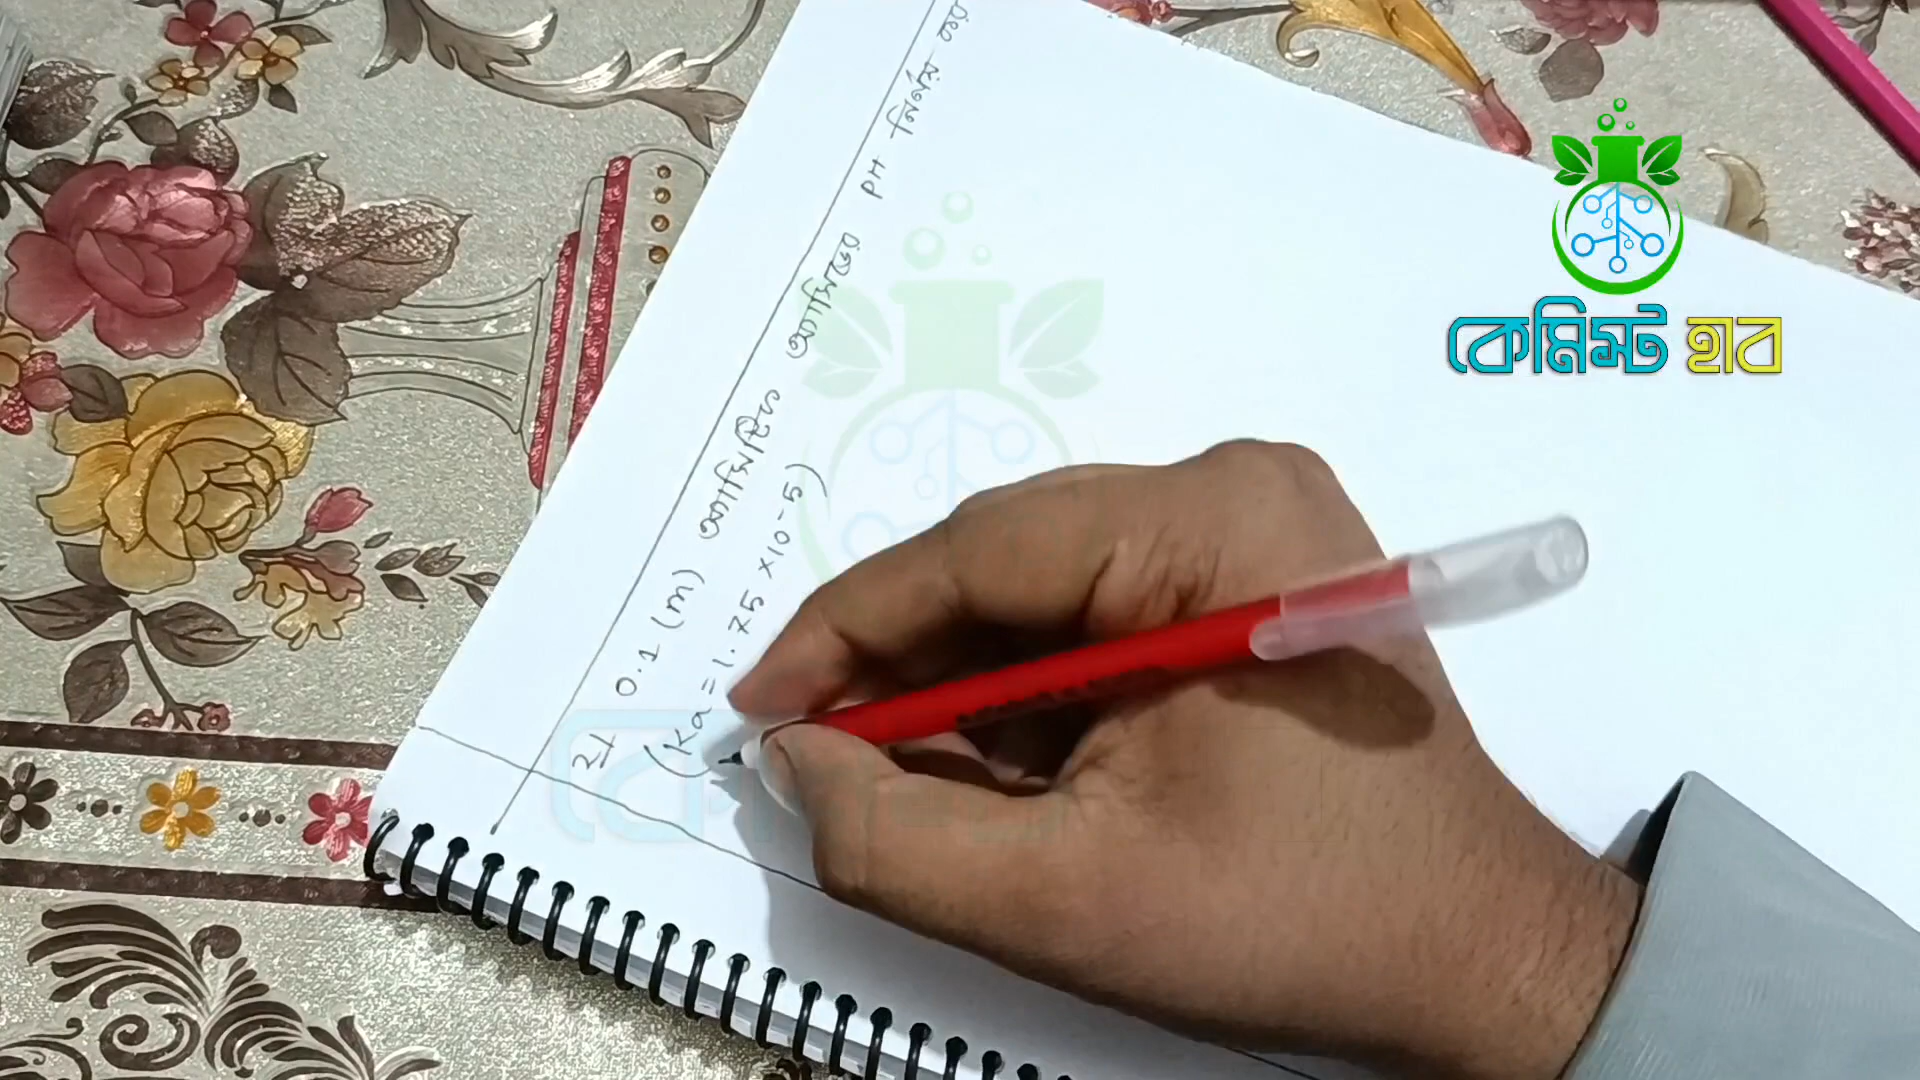 ২। 0.1 (m) অ্যাসিটিক অ্যাসিডের PH নির্ণয় কর
(Ka = 1.75 × 10-5)
কেমিস্ট হাব